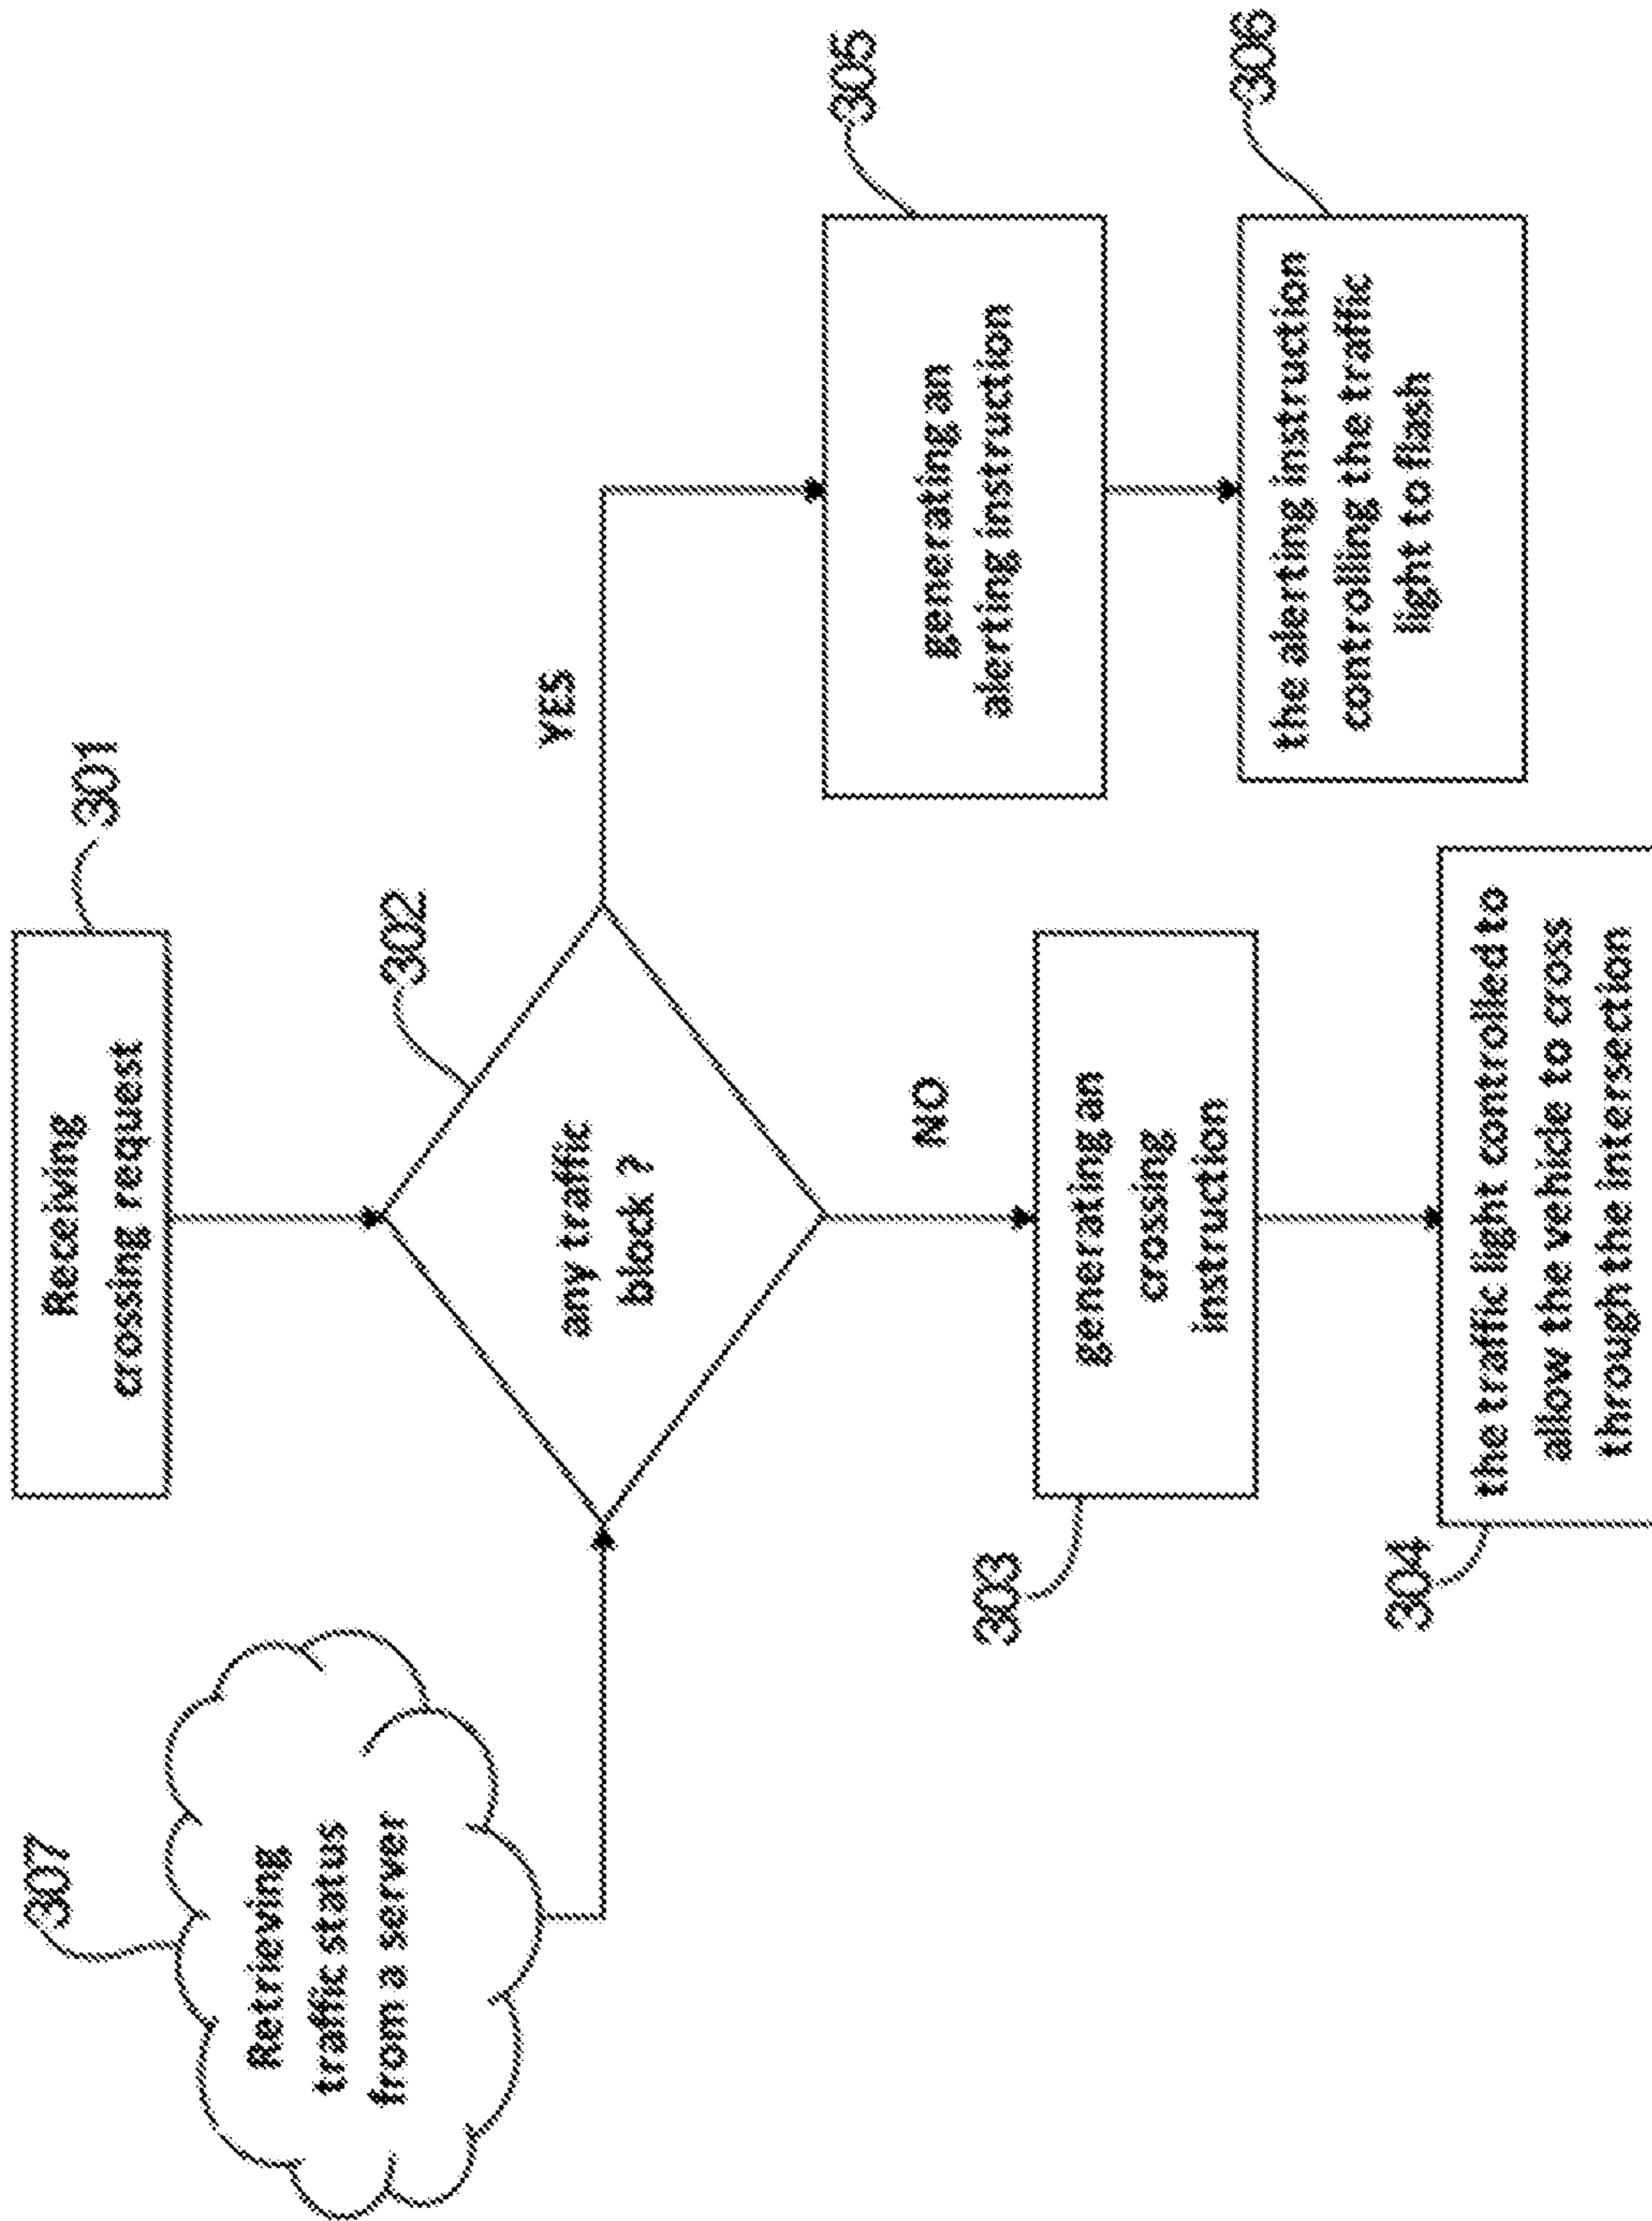 Receiving
crossing request
301
307
Retrieving
traffic status
from a server
302
any traffic
block ?
YES
NO
305
generating an
alerting instruction
303
generating an
crossing
instruction
306
the alerting instruction
controlling the traffic
light to flash
304
the traffic light controlled to
allow the vehicle to cross
through the intersection